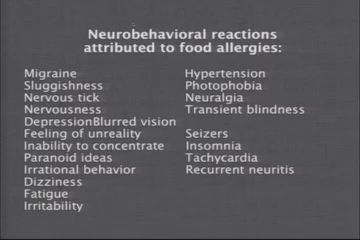 Neurobehavioral reactions
attributed to food allergies:
Migraine
Sluggishness
Nervous tick
Nervousness
DepressionBlurred vision
Feeling of unreality
Inability to concentrate
Paranoid ideas
Irrational behavior
Dizziness
Fatigue
Irritability
Hypertension
Photophobia
Neuralgia
Transient blindness
Seizers
Insomnia
Tachycardia
Recurrent neuritis